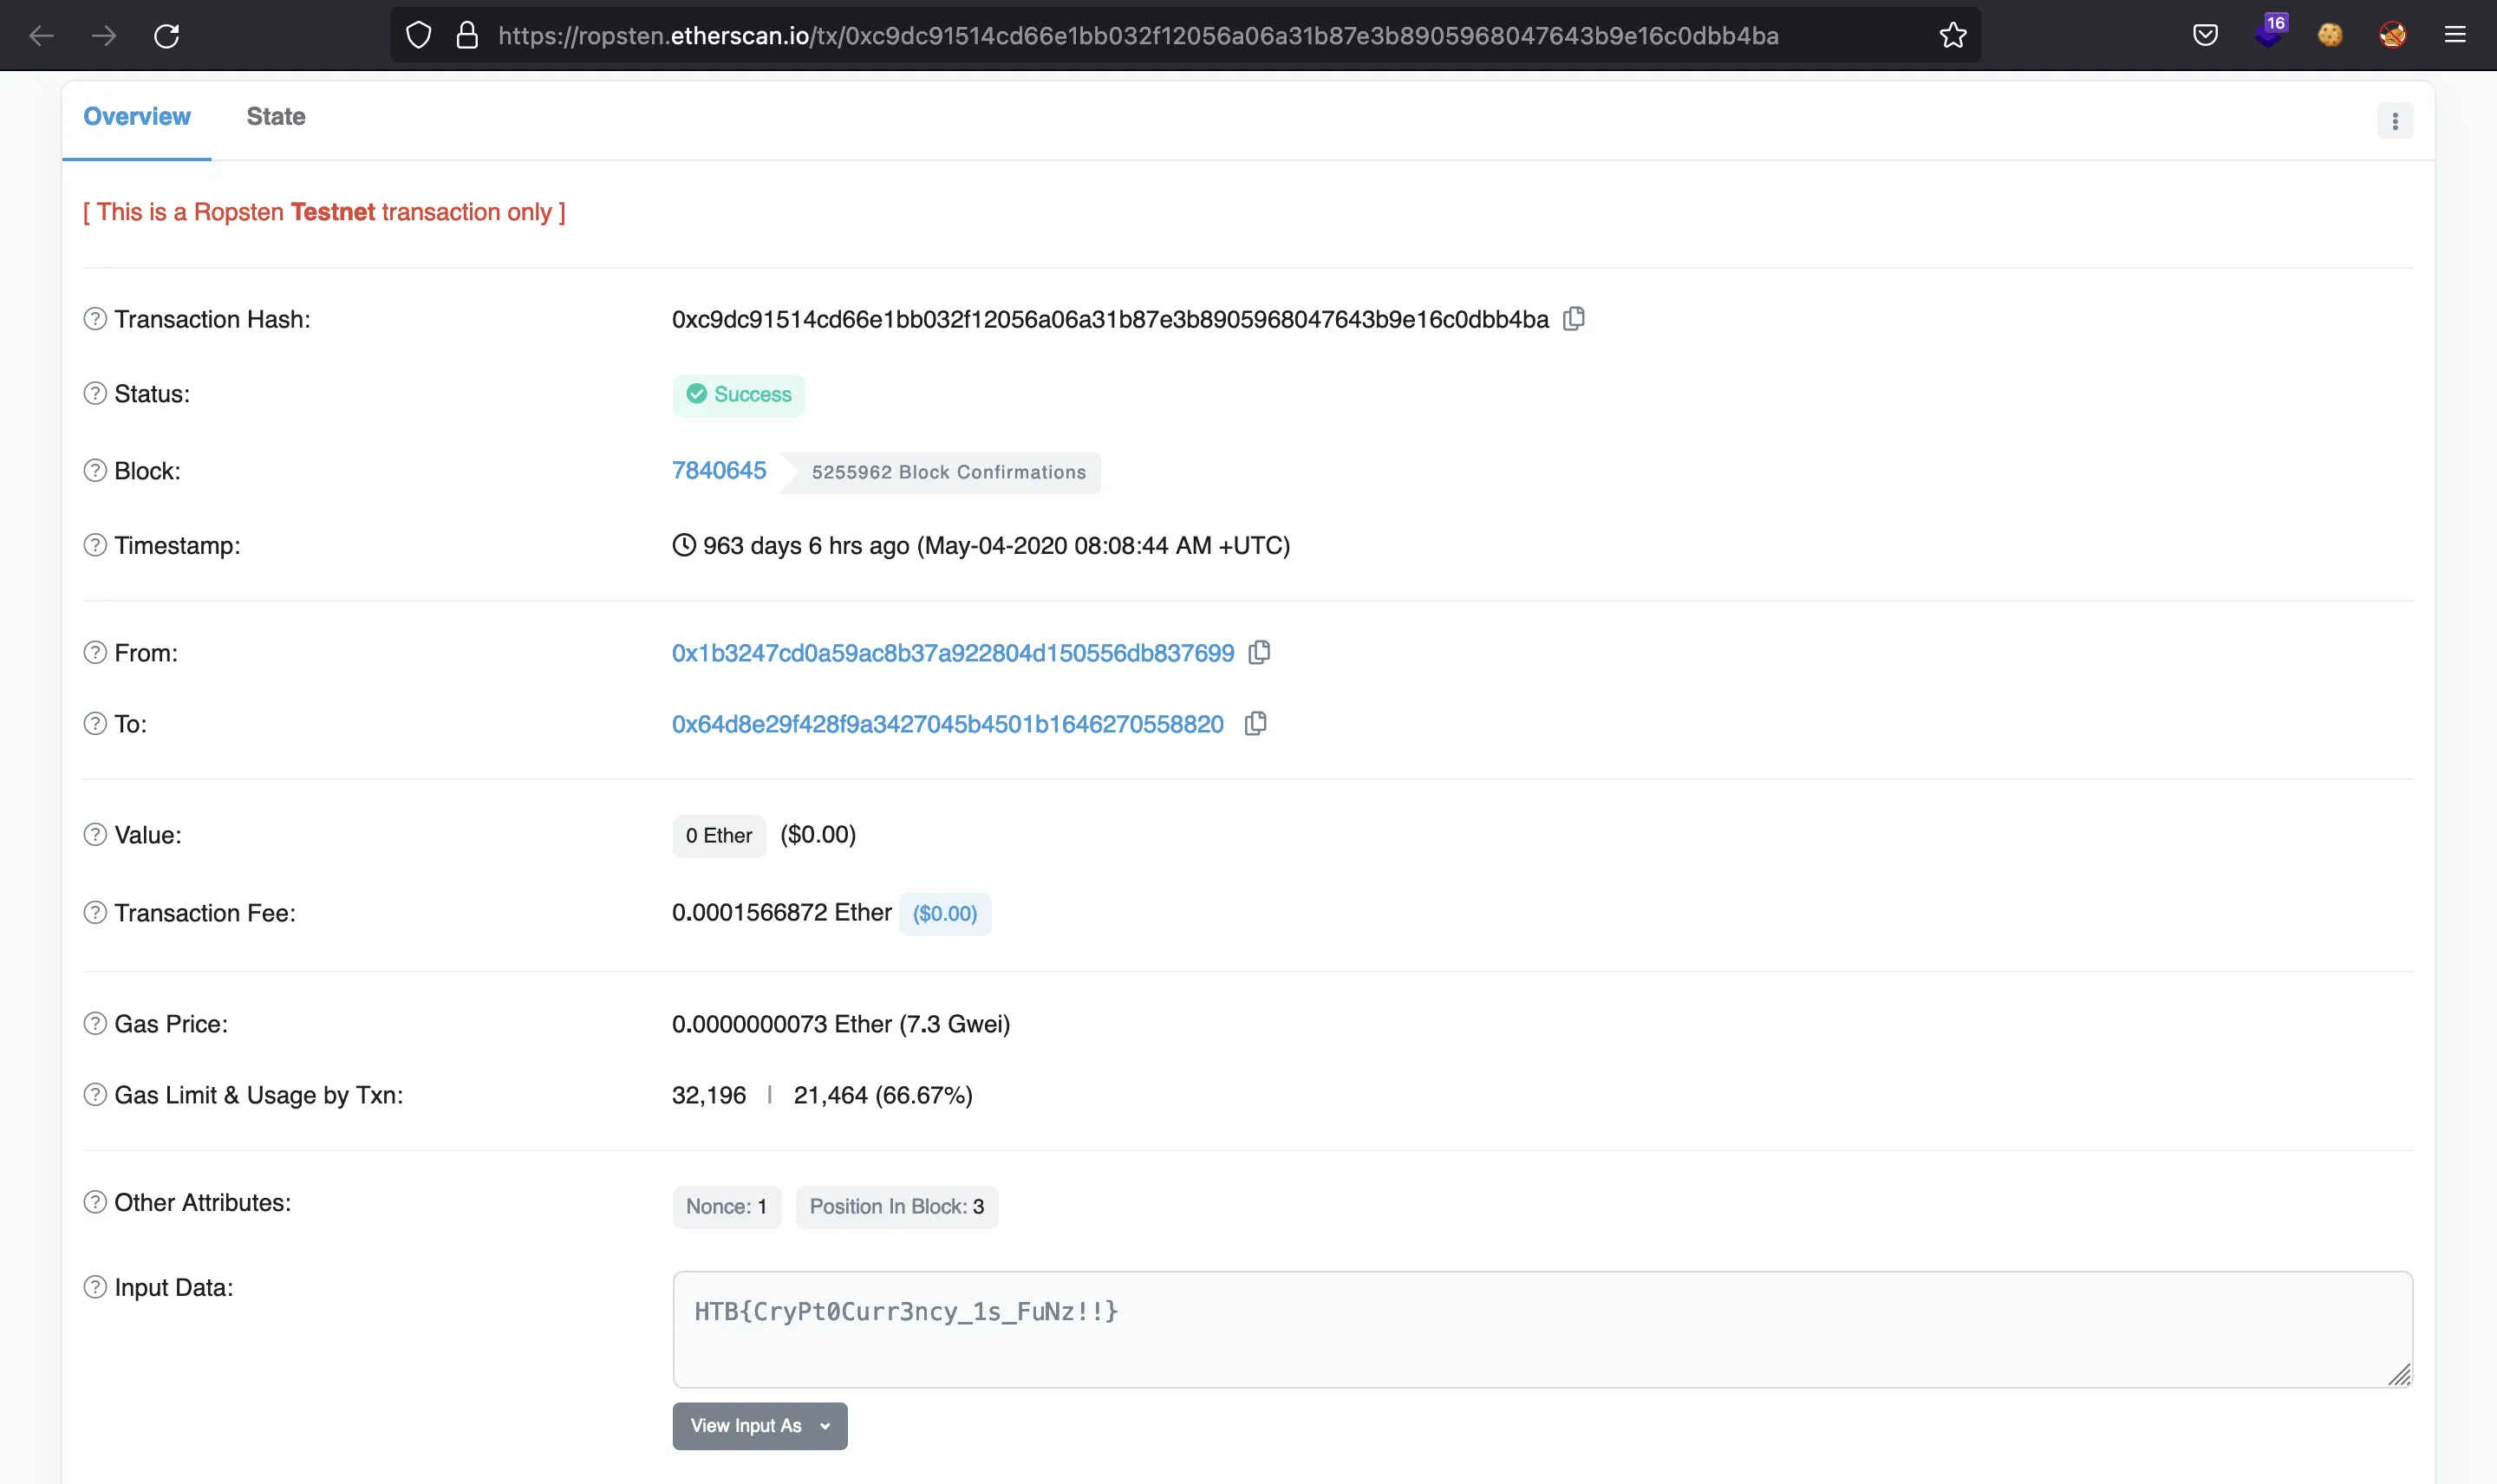 https://ropsten.etherscan.io/tx/0xc9dc91514cd66e1bb032f12056a06a31b87e3b8905968047643b9e16c0dbb4ba
16
Overview
State
[ This is a Ropsten Testnet transaction only ]
Transaction Hash:
0xc9dc91514cd66e1bb032f12056a06a31b87e3b8905968047643b9e16c0dbb4ba
Status:
Success
Block:
7840645
5255962 Block Confirmations
Timestamp:
963 days 6 hrs ago (May-04-2020 08:08:44 AM +UTC)
From:
0x1b3247cd0a59ac8b37a922804d150556db837699
To:
0x64d8e29f428f9a3427045b4501b1646270558820
Value:
0 Ether ($0.00)
Transaction Fee:
0.0001566872 Ether ($0.00)
Gas Price:
0.0000000073 Ether (7.3 Gwei)
Gas Limit & Usage by Txn:
32,196 | 21,464 (66.67%)
Other Attributes:
Nonce: 1 Position In Block: 3
Input Data:
HTB{CryPt0Curr3ncy_1s_FuNz!!}
View Input As